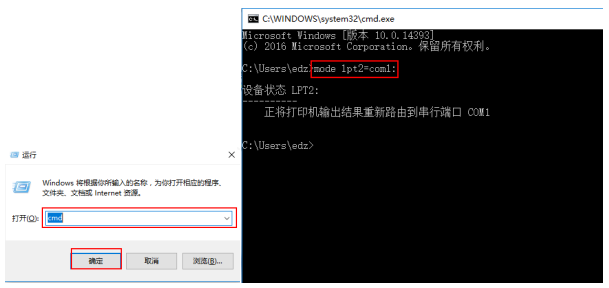 C:\WINDOWS\system32\cmd.exe
Microsoft Windows [版本 10.0.14393]
(c) 2016 Microsoft Corporation。保留所有权利。
C:\Users\edz>mode lpt2=com1:
设备状态 LPT2:
----------
正将打印机输出结果重新路由到串行端口 COM1
C:\Users\edz>
运行
Windows 将根据你所输入的名称，为你打开相应的程序、
文件夹、文档或 Internet 资源。
打开(O): cmd
确定 取消 浏览(B)...